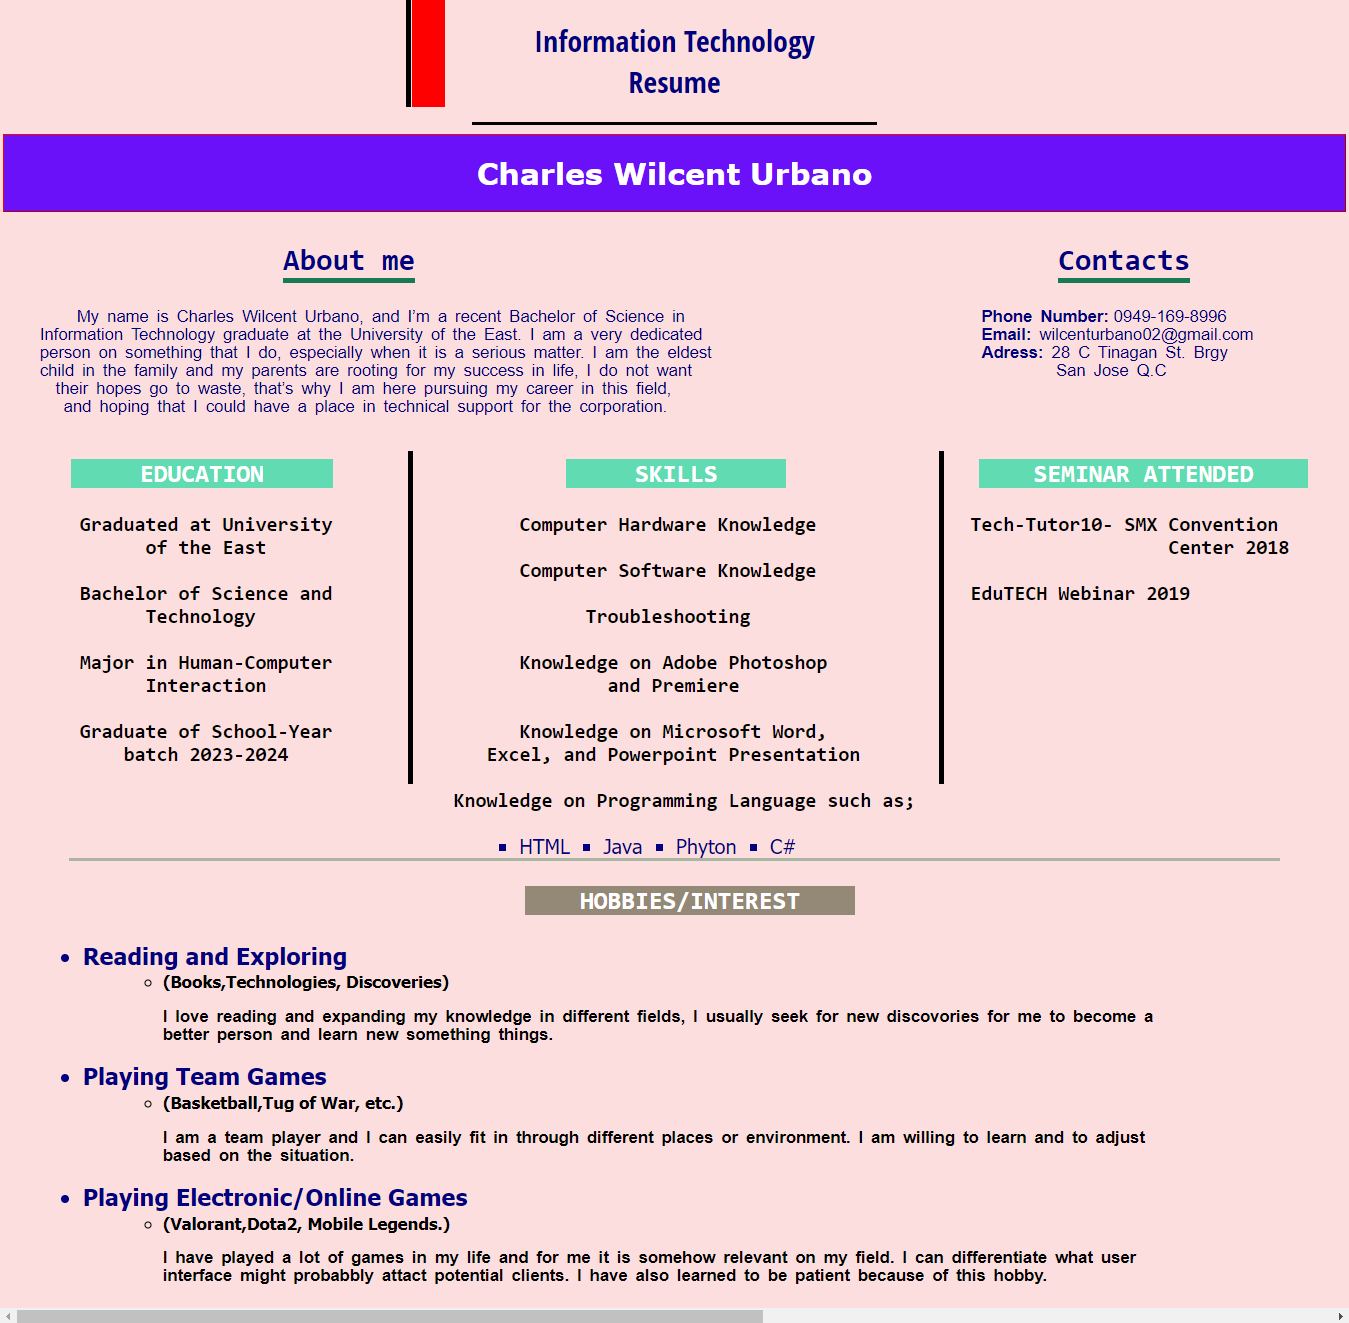 Information Technology
Resume
Charles Wilcent Urbano
About me
My name is Charles Wilcent Urbano, and I'm a recent Bachelor of Science in
Information Technology graduate at the University of the East. I am a very dedicated
person on something that I do, especially when it is a serious matter. I am the eldest
child in the family and my parents are rooting for my success in life, I do not want
their hopes go to waste, that's why I am here pursuing my career in this field,
and hoping that I could have a place in technical support for the corporation.
Contacts
Phone Number: 0949-169-8996
Email: wilcenturbano02@gmail.com
Adress: 28 C Tinagan St. Brgy
San Jose Q.C
EDUCATION
Graduated at University
of the East
Bachelor of Science and
Technology
Major in Human-Computer
Interaction
Graduate of School-Year
batch 2023-2024
SKILLS
Computer Hardware Knowledge
Computer Software Knowledge
Troubleshooting
Knowledge on Adobe Photoshop
and Premiere
Knowledge on Microsoft Word,
Excel, and Powerpoint Presentation
Knowledge on Programming Language such as;
HTML Java Phyton C#
SEMINAR ATTENDED
Tech-Tutor10- SMX Convention
Center 2018
EduTECH Webinar 2019
HOBBIES/INTEREST
Reading and Exploring
(Books,Technologies, Discoveries)
I love reading and expanding my knowledge in different fields, I usually seek for new discovories for me to become a
better person and learn new something things.
Playing Team Games
(Basketball,Tug of War, etc.)
I am a team player and I can easily fit in through different places or environment. I am willing to learn and to adjust
based on the situation.
Playing Electronic/Online Games
(Valorant,Dota2, Mobile Legends.)
I have played a lot of games in my life and for me it is somehow relevant on my field. I can differentiate what user
interface might probabbly attact potential clients. I have also learned to be patient because of this hobby.